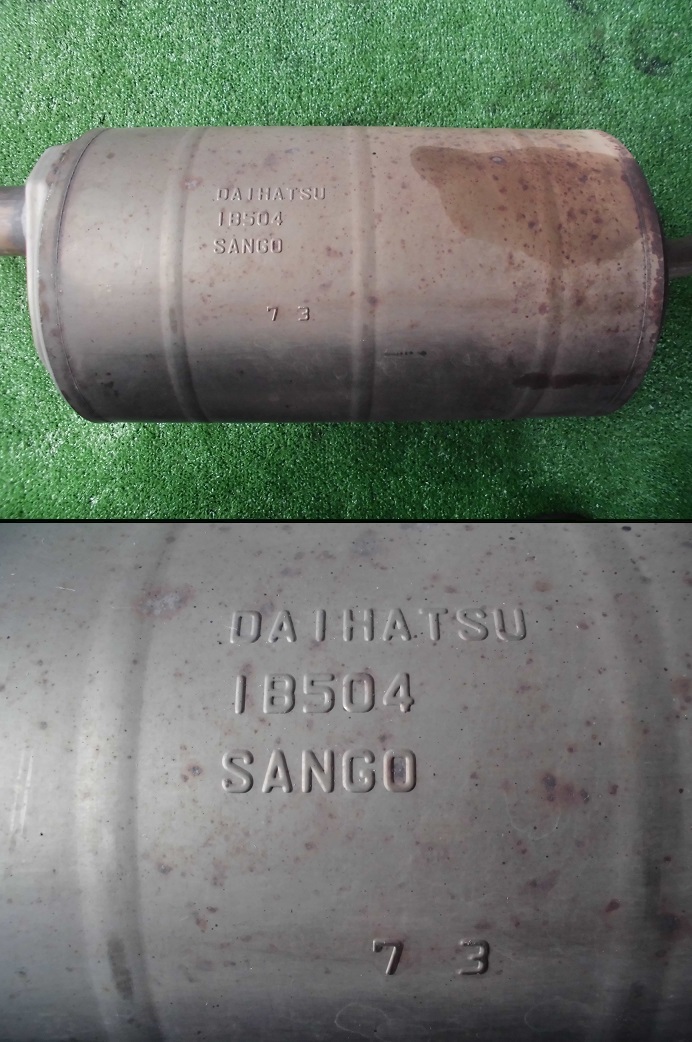 DAIHATSU
1B504
SANGO
7 3
DAIHATSU
1B504
SANGO
7 3